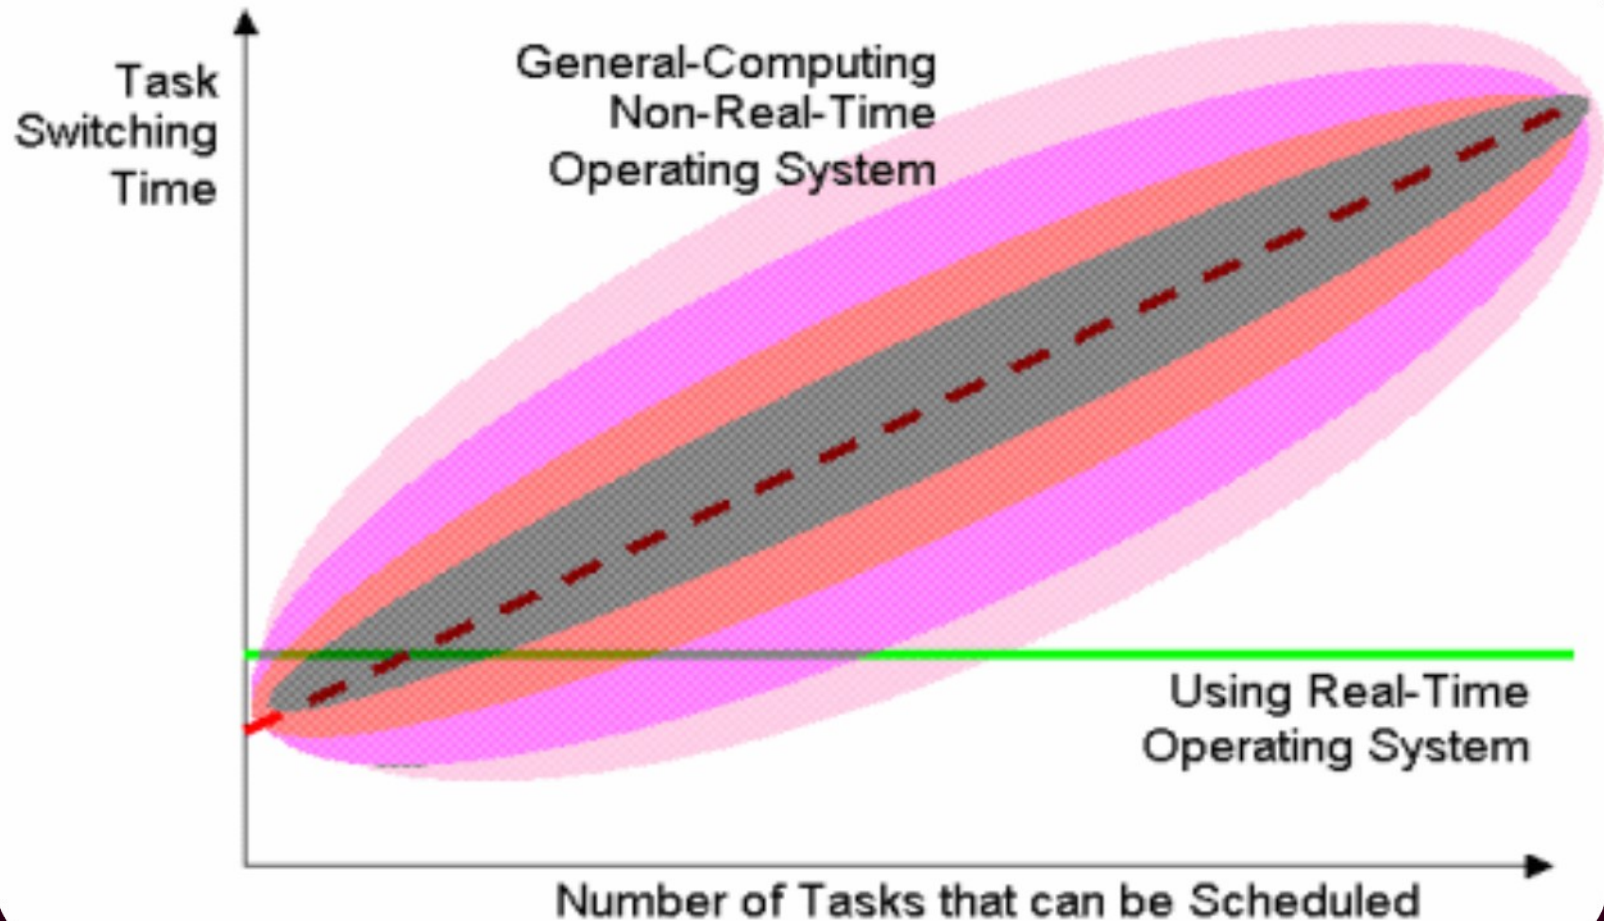 Task
Switching
Time
General-Computing
Non-Real-Time
Operating System
Using Real-Time
Operating System
Number of Tasks that can be Scheduled